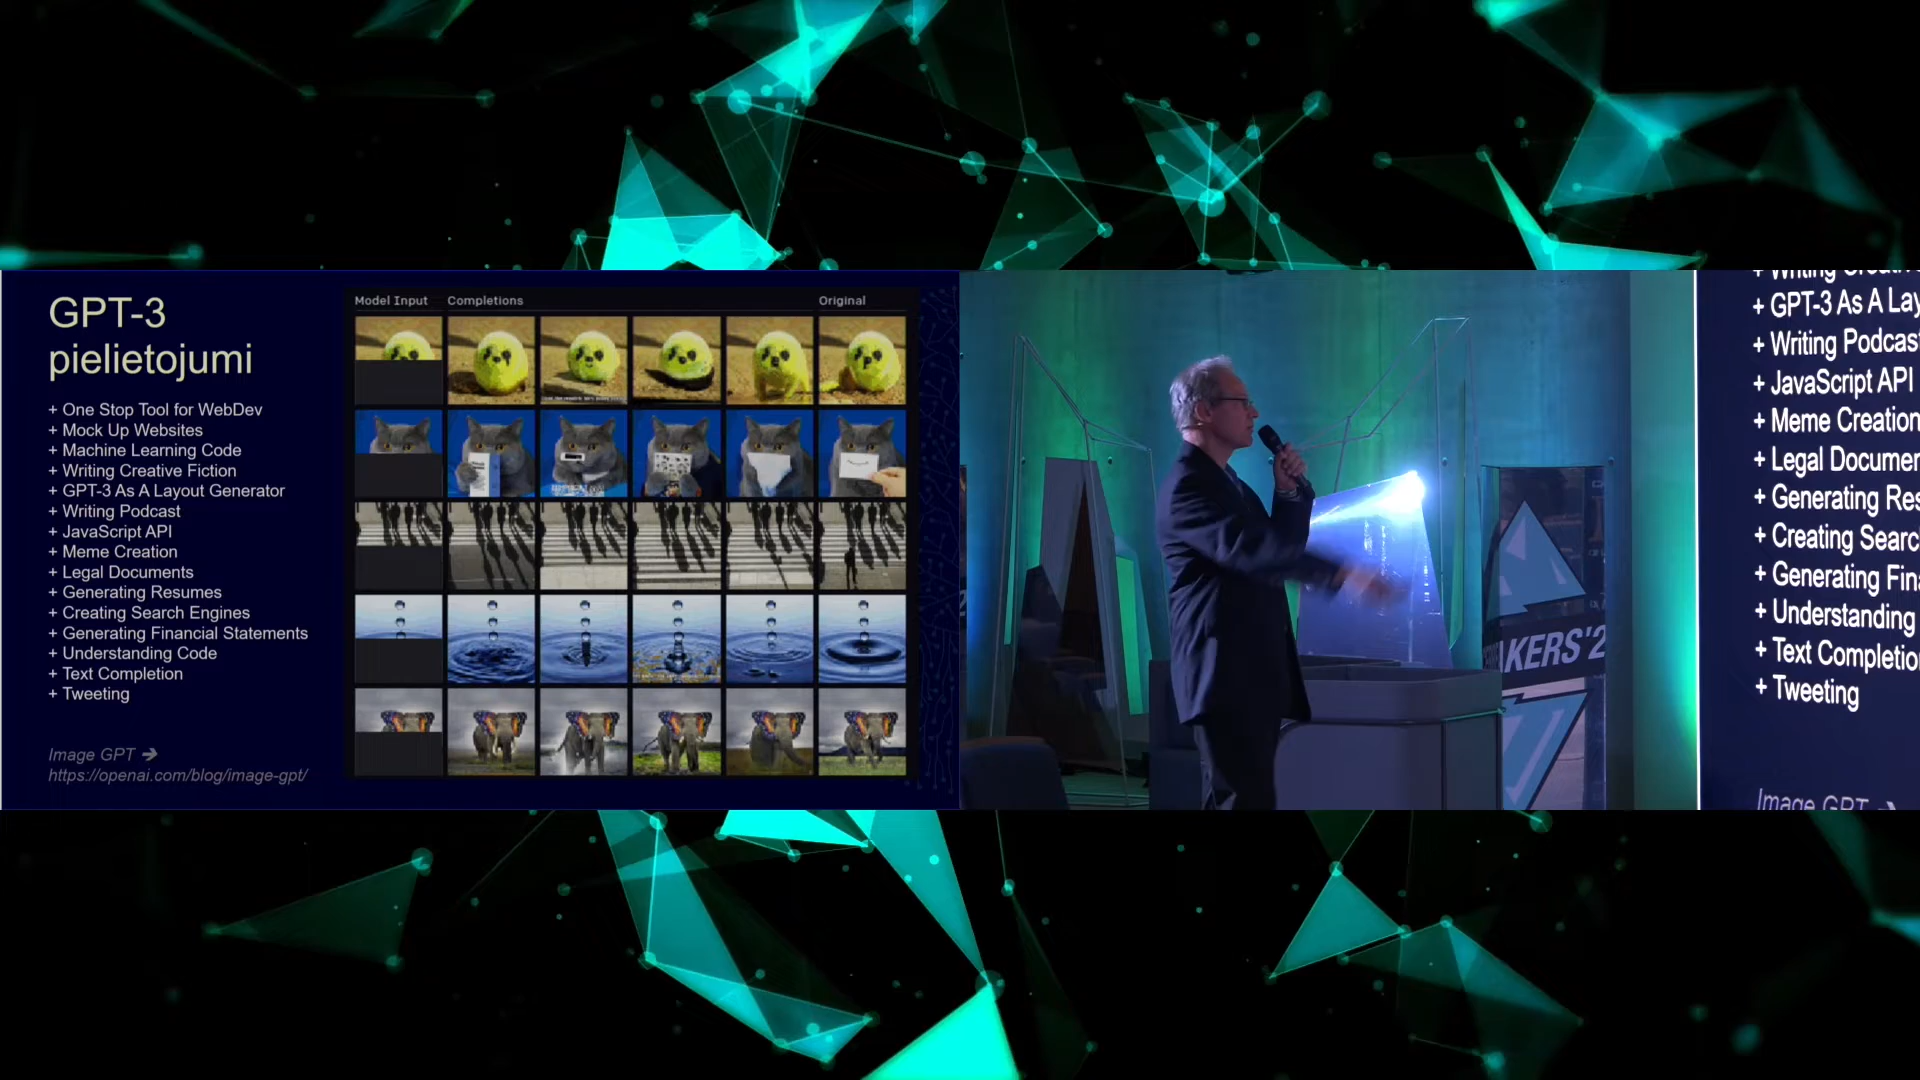 GPT-3
pielietojumi
+ One Stop Tool for WebDev
+ Mock Up Websites
+ Machine Learning Code
+ Writing Creative Fiction
+ GPT-3 As A Layout Generator
+ Writing Podcast
+ JavaScript API
+ Meme Creation
+ Legal Documents
+ Generating Resumes
+ Creating Search Engines
+ Generating Financial Statements
+ Understanding Code
+ Text Completion
+ Tweeting
Image GPT ➔
https://openai.com/blog/image-gpt/
Model Input Completions Original
AKERS'2
+ GPT-3 As A Lay
+ Writing Podcas
+ JavaScript API
+ Meme Creation
+ Legal Documen
+ Generating Res
+ Creating Searc
+ Generating Fina
+ Understanding
+ Text Completio
+ Tweeting
Image GPT